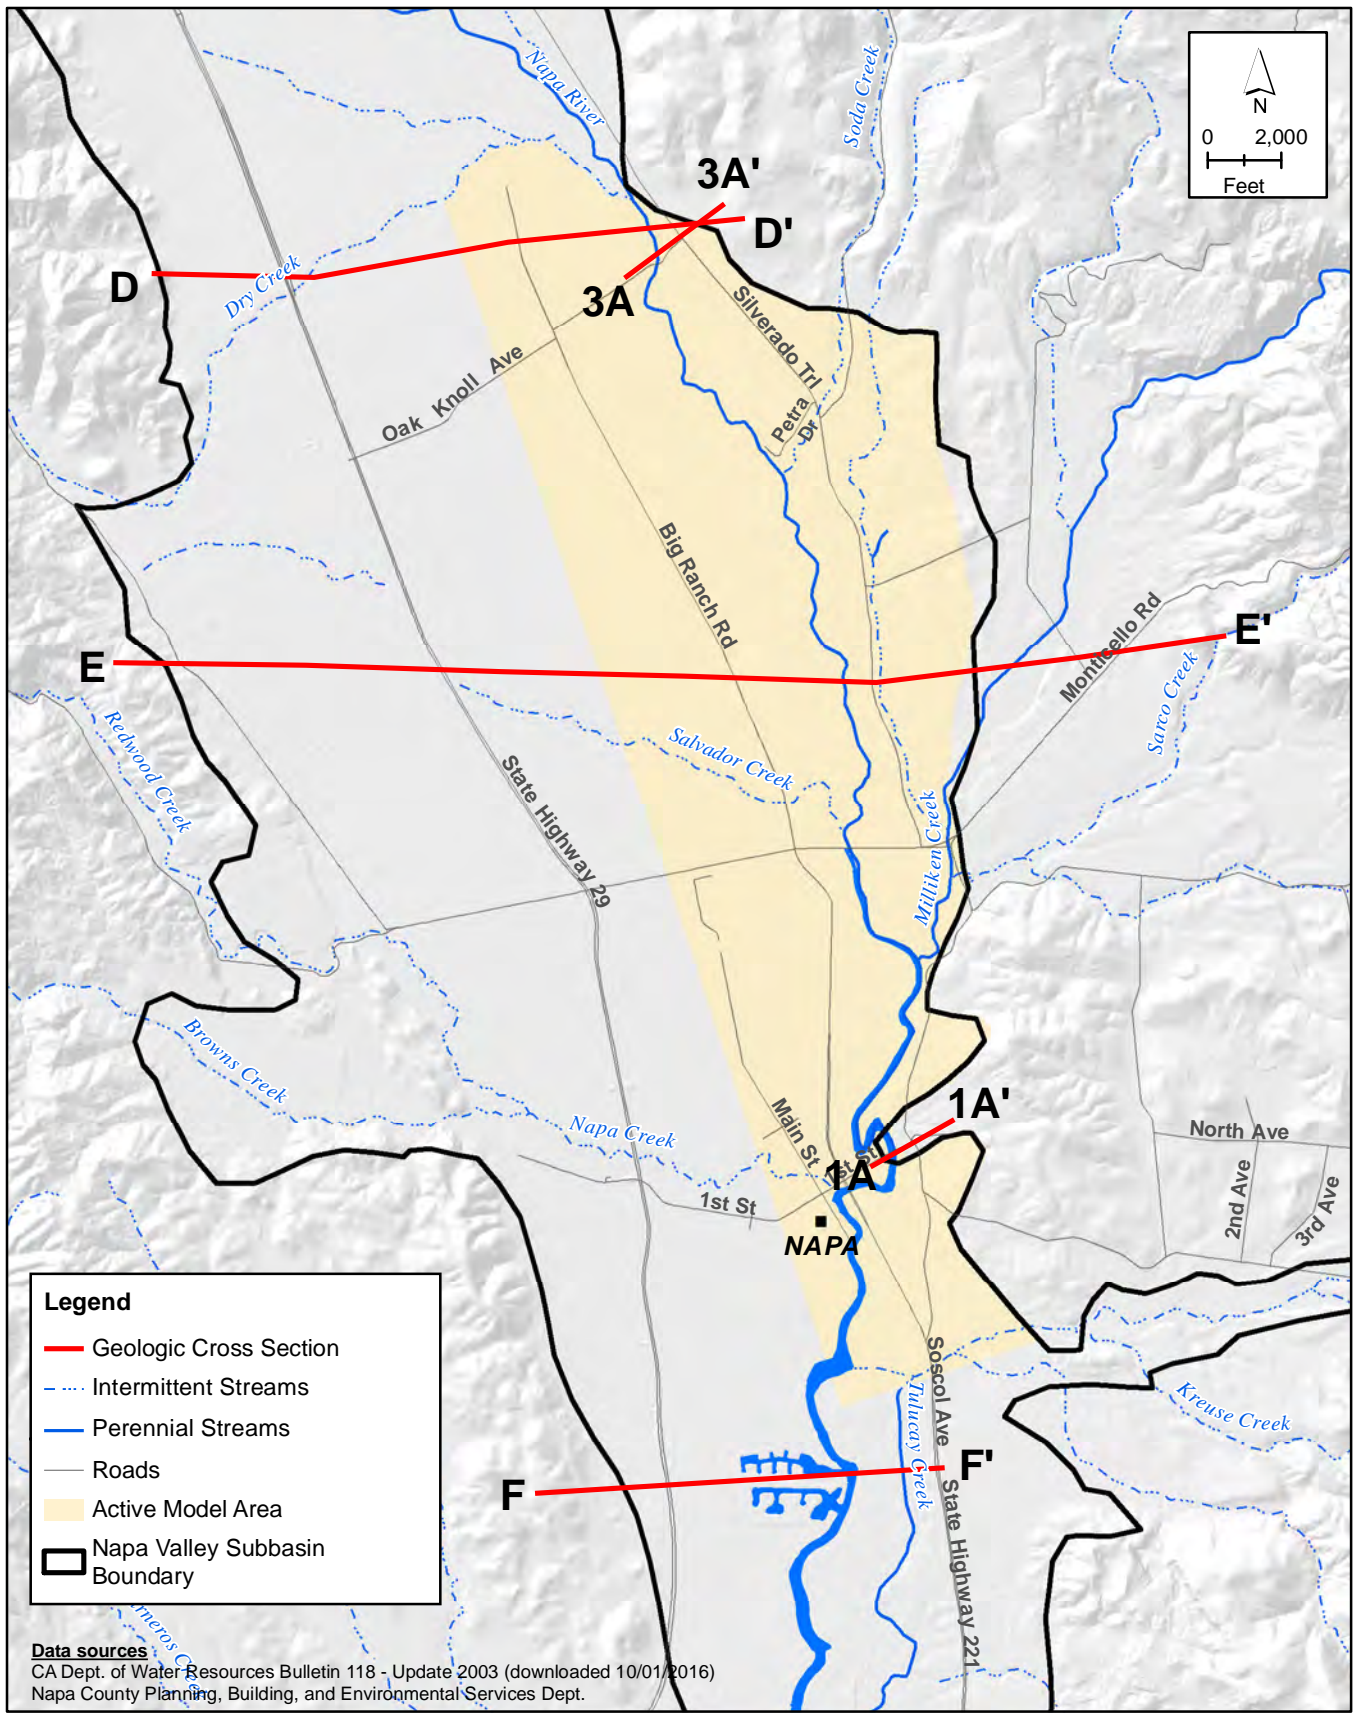 Napa River
Soda Creek
N
0 2,000
Feet
3A'
D'
D
Dry Creek
3A
Silverado Trl
Oak Knoll Ave
Petra Dr
Big Ranch Rd
Monticello Rd
E'
E
Sarco Creek
Redwood Creek
Salvador Creek
State Highway 29
Milliken Creek
Browns Creek
Napa Creek
Main St
1A'
1st St
1A
North Ave
2nd Ave
3rd Ave
1st St
NAPA
Legend
Geologic Cross Section
Intermittent Streams
Perennial Streams
Roads
Active Model Area
Napa Valley Subbasin
Boundary
Soscol Ave
Tulucay Creek
Kreuse Creek
F
F'
State Highway 221
rneros Creek
Data sources
CA Dept. of Water Resources Bulletin 118 - Update 2003 (downloaded 10/01/2016)
Napa County Planning, Building, and Environmental Services Dept.